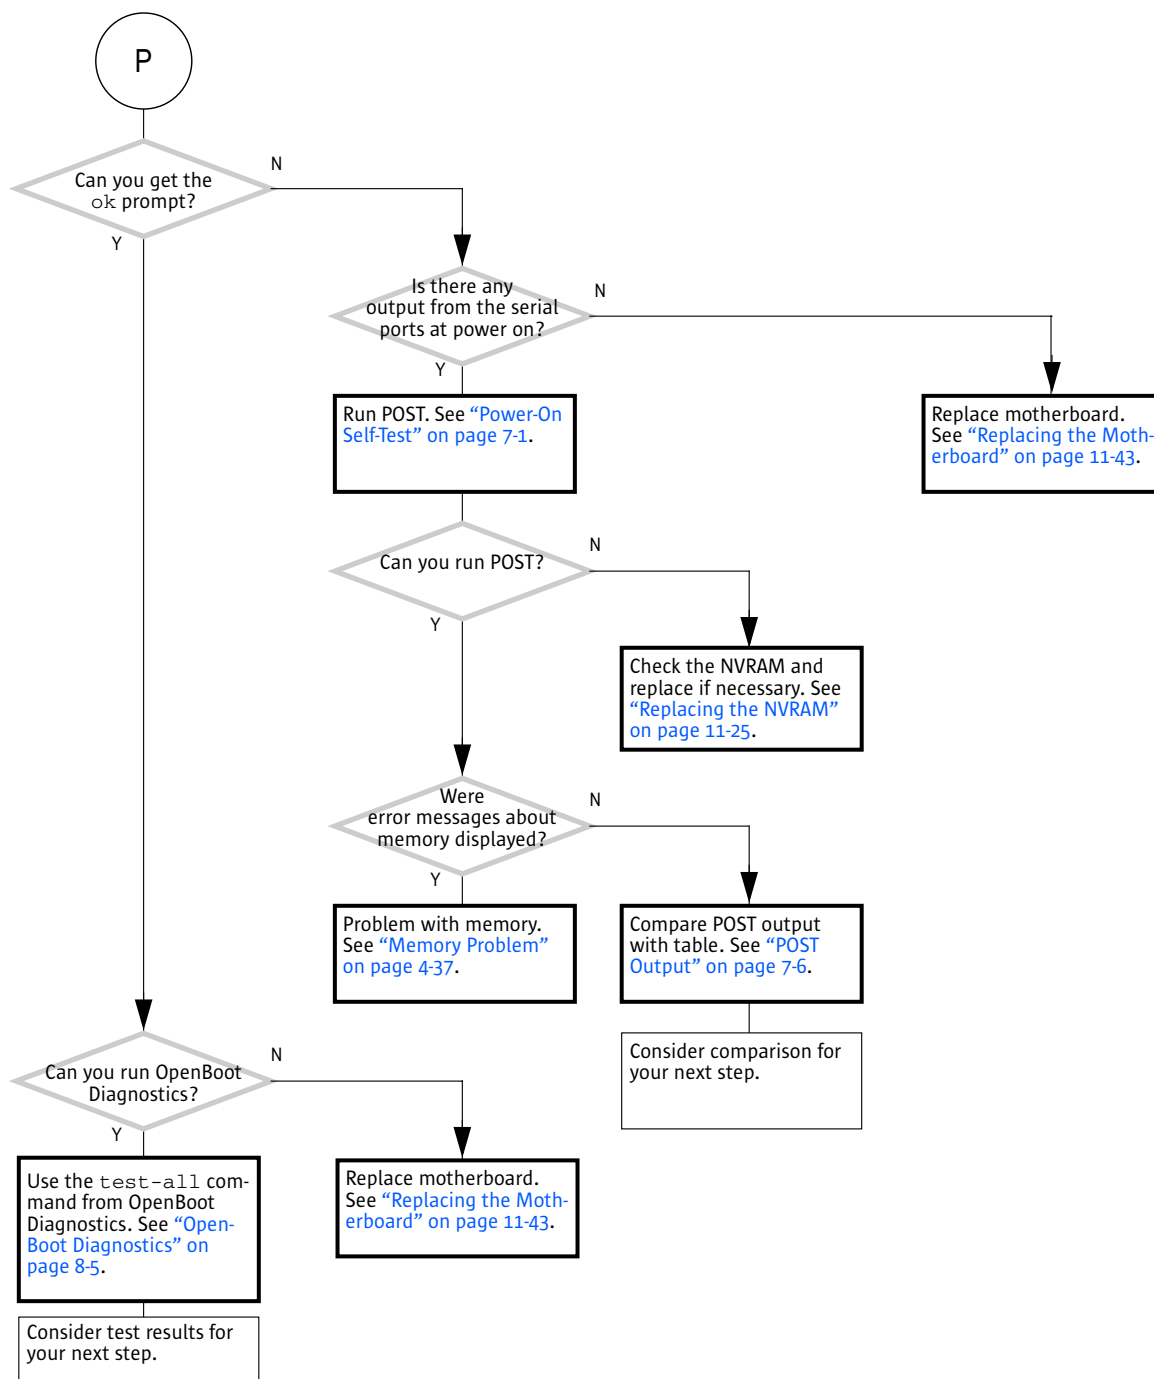 P
N
Can you get the
ok prompt?
Y
Is there any
output from the serial
ports at power on?
N
Y
Run POST. See “Power-On
Self-Test” on page 7-1.
Replace motherboard.
See “Replacing the Moth-
erboard” on page 11-43.
N
Can you run POST?
Y
Check the NVRAM and
replace if necessary. See
“Replacing the NVRAM”
on page 11-25.
Were
error messages about
memory displayed?
N
Y
Problem with memory.
See “Memory Problem”
on page 4-37.
Compare POST output
with table. See “POST
Output” on page 7-6.
Consider comparison for
your next step.
N
Can you run OpenBoot
Diagnostics?
Y
Use the test-all com-
mand from OpenBoot
Diagnostics. See “Open-
Boot Diagnostics” on
page 8-5.
Replace motherboard.
See “Replacing the Moth-
erboard” on page 11-43.
Consider test results for
your next step.